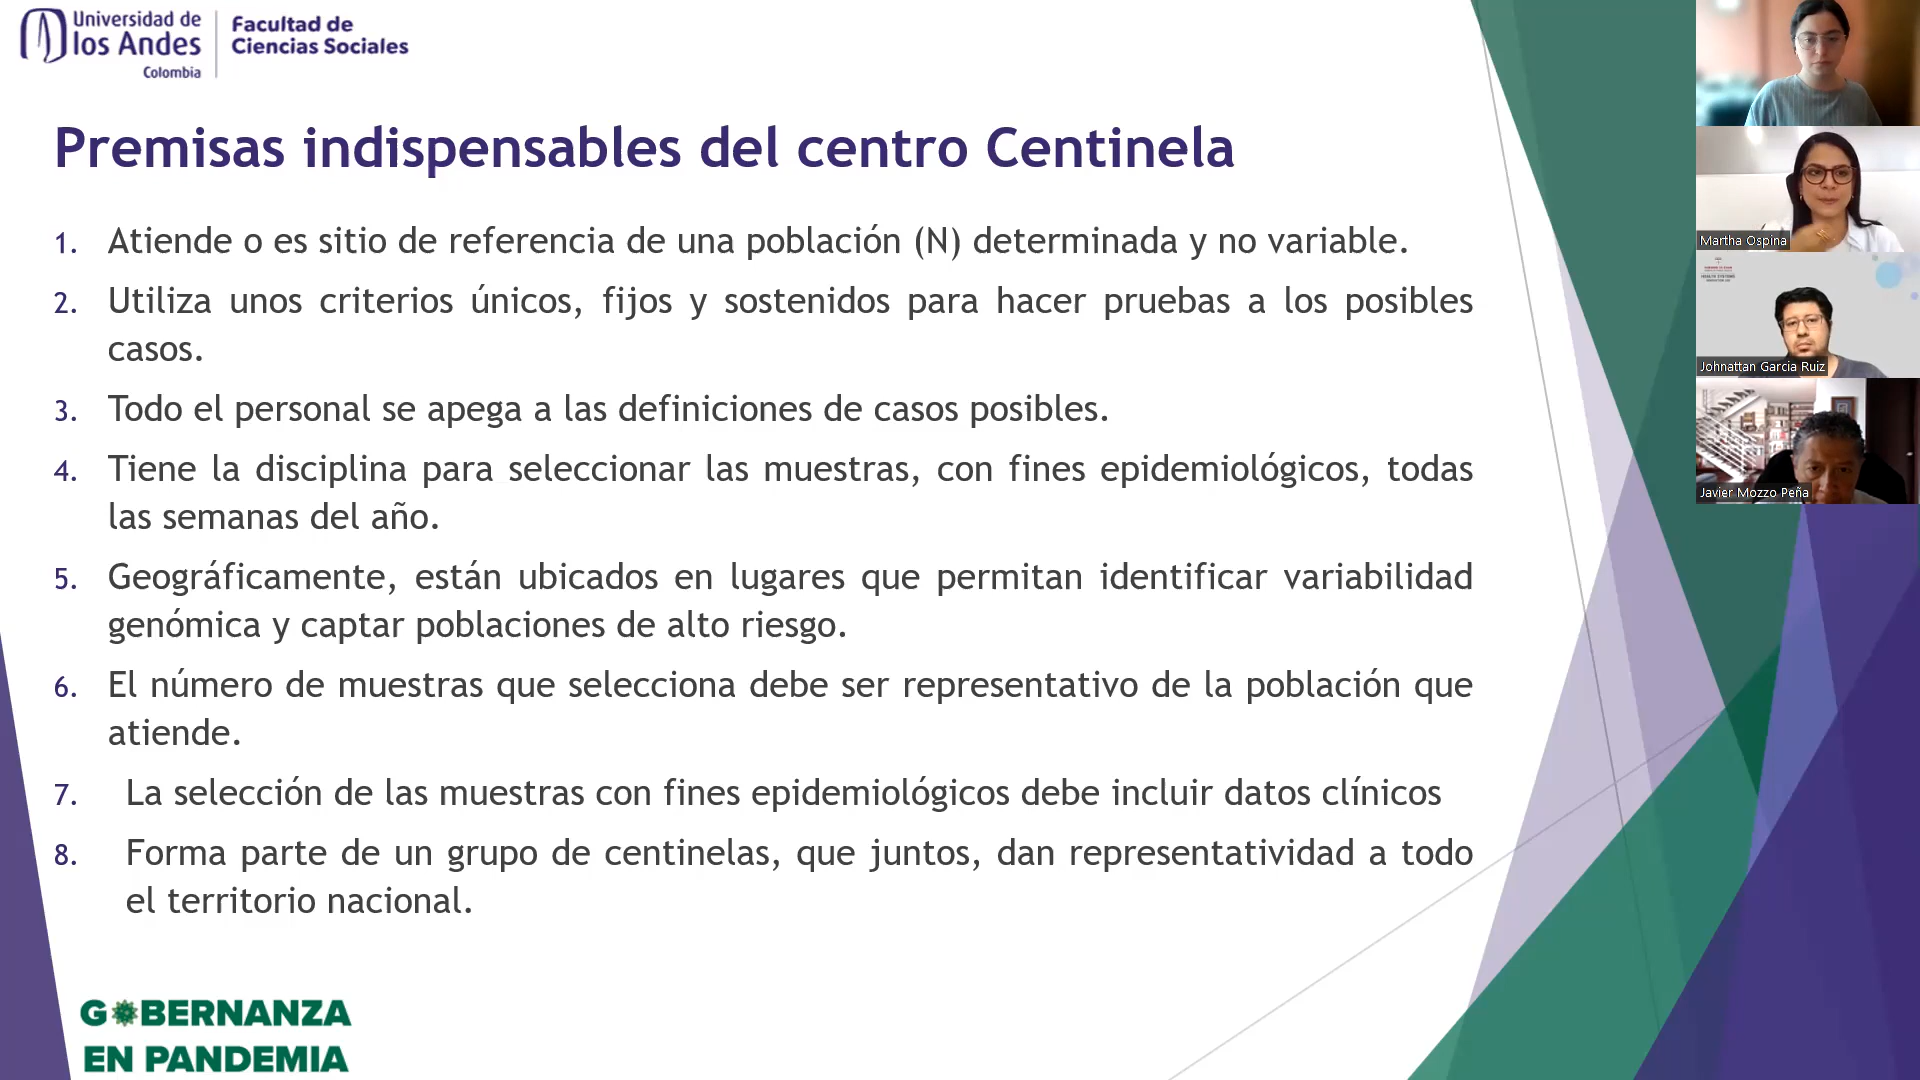 Universidad de
los Andes
Colombia
Facultad de
Ciencias Sociales
Premisas indispensables del centro Centinela
1. Atiende o es sitio de referencia de una población (N) determinada y no variable.
2. Utiliza unos criterios únicos, fijos y sostenidos para hacer pruebas a los posibles
casos.
3. Todo el personal se apega a las definiciones de casos posibles.
4. Tiene la disciplina para seleccionar las muestras, con fines epidemiológicos, todas
las semanas del año.
5. Geográficamente, están ubicados en lugares que permitan identificar variabilidad
genómica y captar poblaciones de alto riesgo.
6. El número de muestras que selecciona debe ser representativo de la población que
atiende.
7. La selección de las muestras con fines epidemiológicos debe incluir datos clínicos
8. Forma parte de un grupo de centinelas, que juntos, dan representatividad a todo
el territorio nacional.
GOBERNANZA
EN PANDEMIA
Martha Ospina
Johnattan Garcia Ruiz
Javier Mozzo Peña